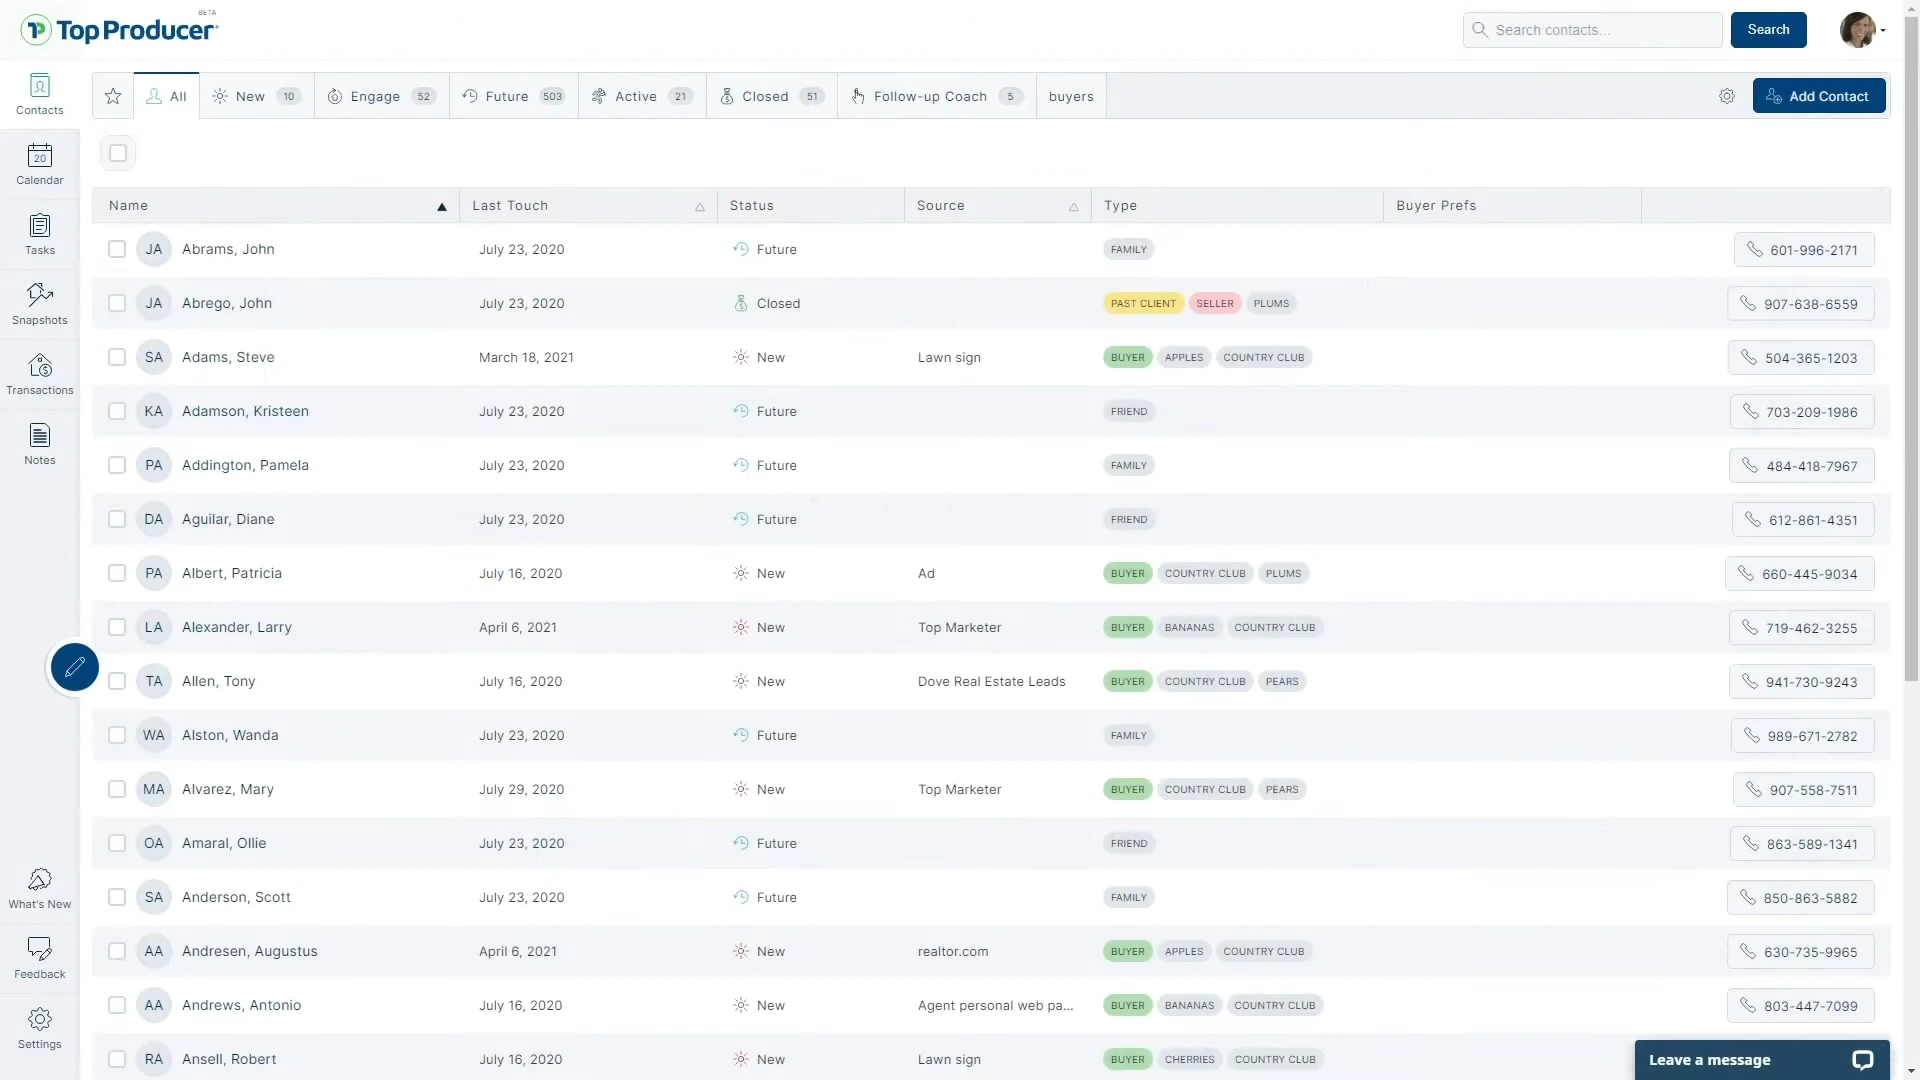 BETA
Top Producer
Search contacts...
Search
Contacts
All
New 10
Engage 52
Future 503
Active 21
Closed 51
Follow-up Coach 5
buyers
Add Contact
20
Calendar
Tasks
Snapshots
Transactions
Notes
What's New
Feedback
Settings
Name Last Touch Status Source Type Buyer Prefs
JA Abrams, John July 23, 2020 Future FAMILY 601-996-2171
JA Abrego, John July 23, 2020 Closed PAST CLIENT SELLER PLUMS 907-638-6559
SA Adams, Steve March 18, 2021 New Lawn sign BUYER APPLES COUNTRY CLUB 504-365-1203
KA Adamson, Kristeen July 23, 2020 Future FRIEND 703-209-1986
PA Addington, Pamela July 23, 2020 Future FAMILY 484-418-7967
DA Aguilar, Diane July 23, 2020 Future FRIEND 612-861-4351
PA Albert, Patricia July 16, 2020 New Ad BUYER COUNTRY CLUB PLUMS 660-445-9034
LA Alexander, Larry April 6, 2021 New Top Marketer BUYER BANANAS COUNTRY CLUB 719-462-3255
TA Allen, Tony July 16, 2020 New Dove Real Estate Leads BUYER COUNTRY CLUB PEARS 941-730-9243
WA Alston, Wanda July 23, 2020 Future FAMILY 989-671-2782
MA Alvarez, Mary July 29, 2020 New Top Marketer BUYER COUNTRY CLUB PEARS 907-558-7511
OA Amaral, Ollie July 23, 2020 Future FRIEND 863-589-1341
SA Anderson, Scott July 23, 2020 Future FAMILY 850-863-5882
AA Andresen, Augustus April 6, 2021 New realtor.com BUYER APPLES COUNTRY CLUB 630-735-9965
AA Andrews, Antonio July 16, 2020 New Agent personal web pa... BUYER BANANAS COUNTRY CLUB 803-447-7099
RA Ansell, Robert July 16, 2020 New Lawn sign BUYER CHERRIES COUNTRY CLUB
Leave a message